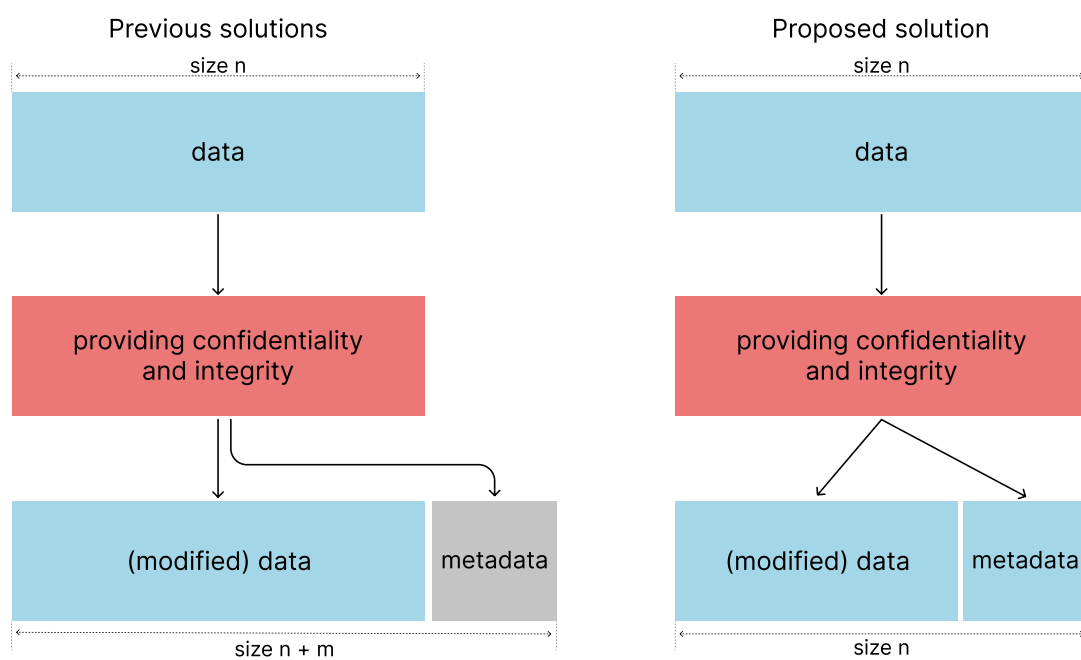 Previous solutions
size n
data
providing confidentiality
and integrity
(modified) data
metadata
size n + m
Proposed solution
size n
data
providing confidentiality
and integrity
(modified) data
metadata
size n